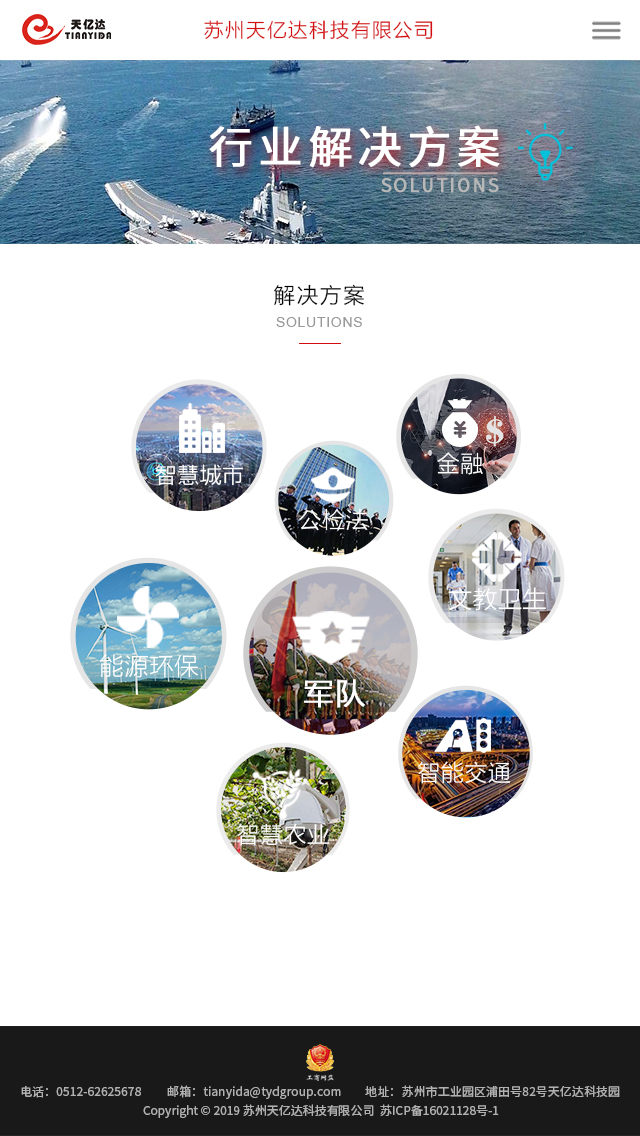 天亿达
TIANYIDA
苏州天亿达科技有限公司
行业解决方案
SOLUTIONS
解决方案
SOLUTIONS
智慧城市
金融
公检法
文教卫生
能源环保
军队
智能交通
智慧农业
工商网监
电话：0512-62625678 邮箱：tianyida@tydgroup.com 地址：苏州市工业园区浦田号82号天亿达科技园
Copyright © 2019 苏州天亿达科技有限公司 苏ICP备16021128号-1